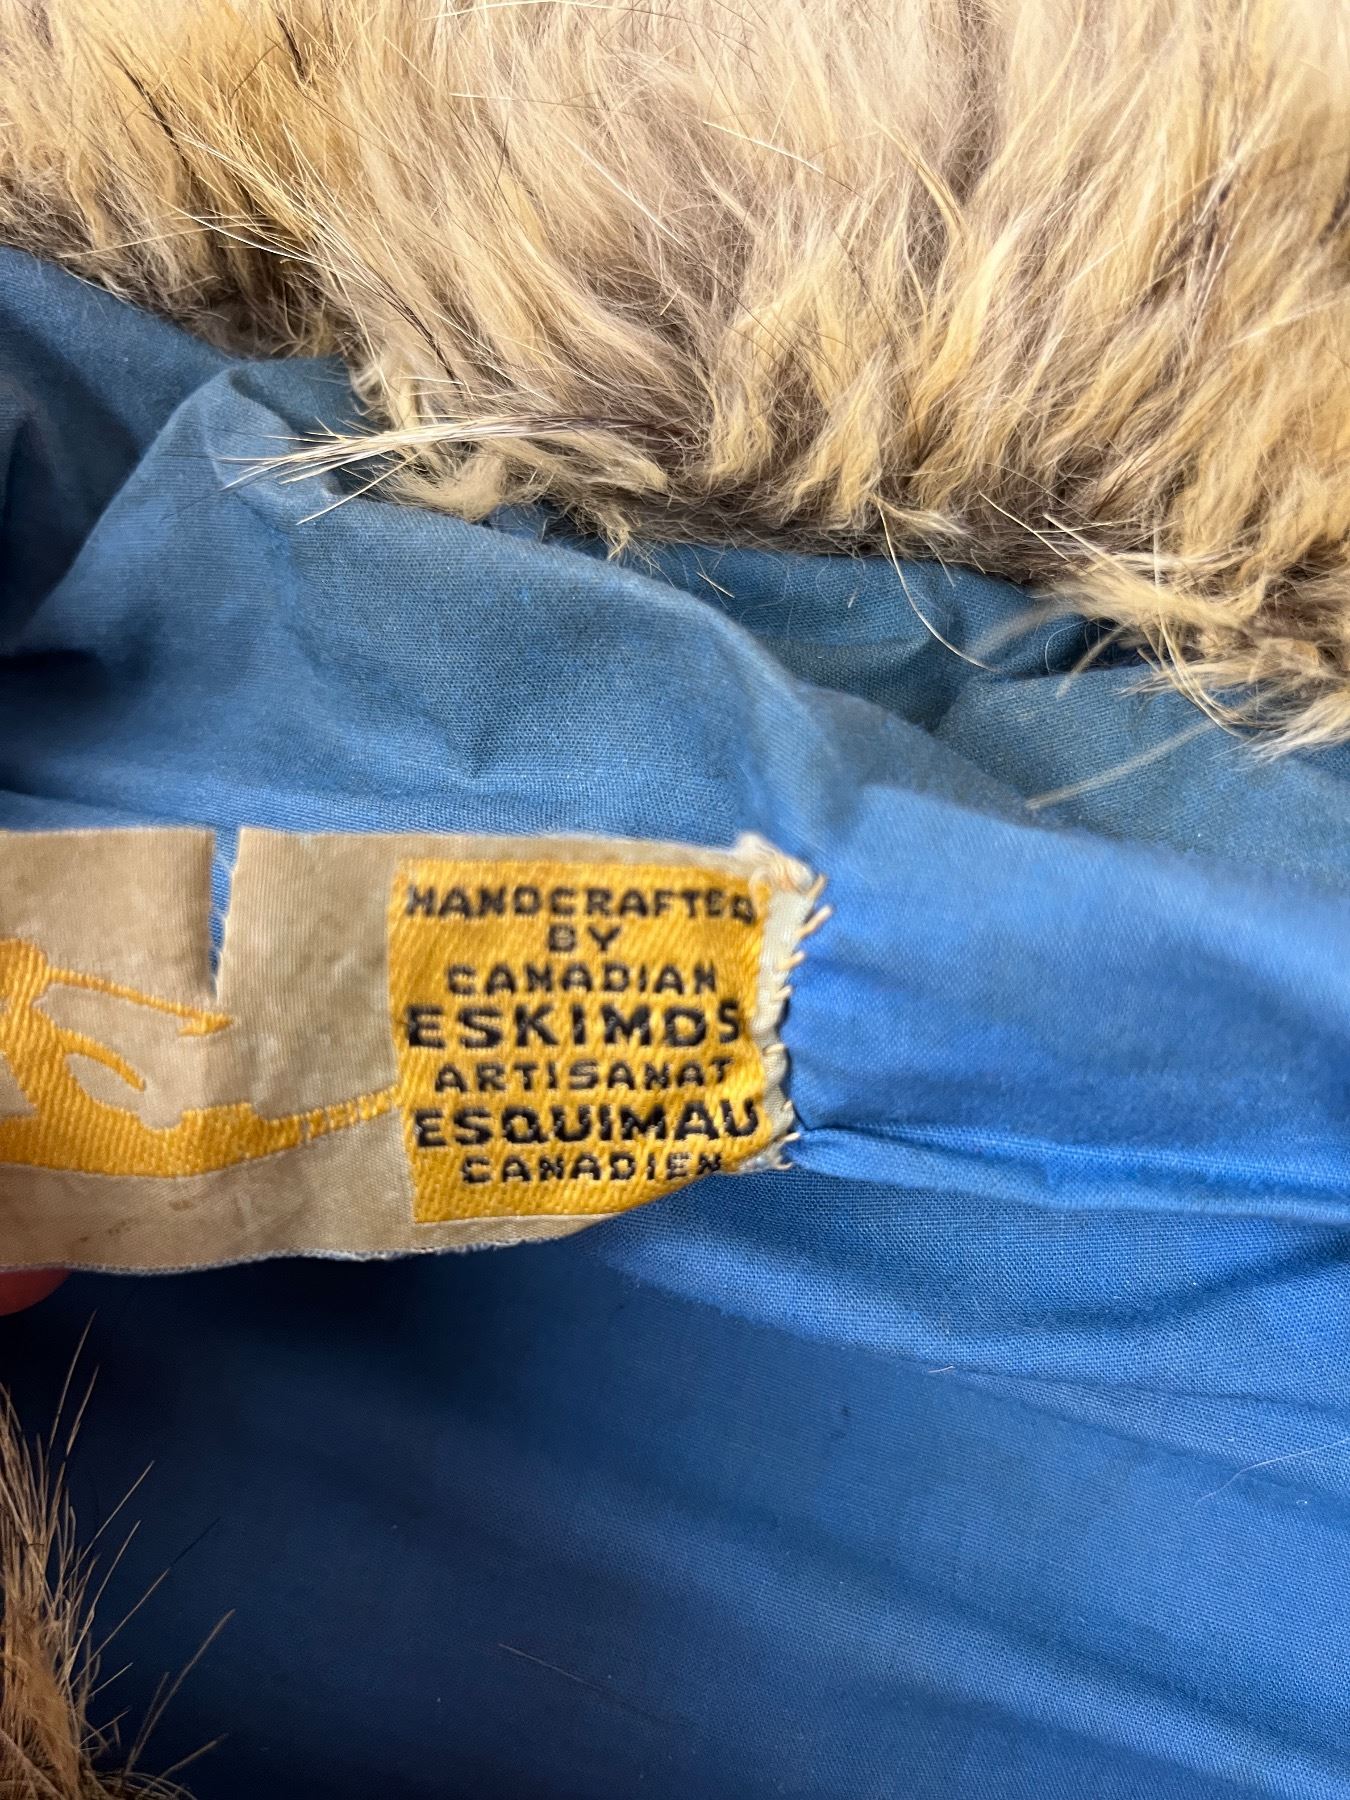 HANDCRAFTED
BY
CANADIAN
ESKIMOS
ARTISANAT
ESQUIMAU
CANADIEN